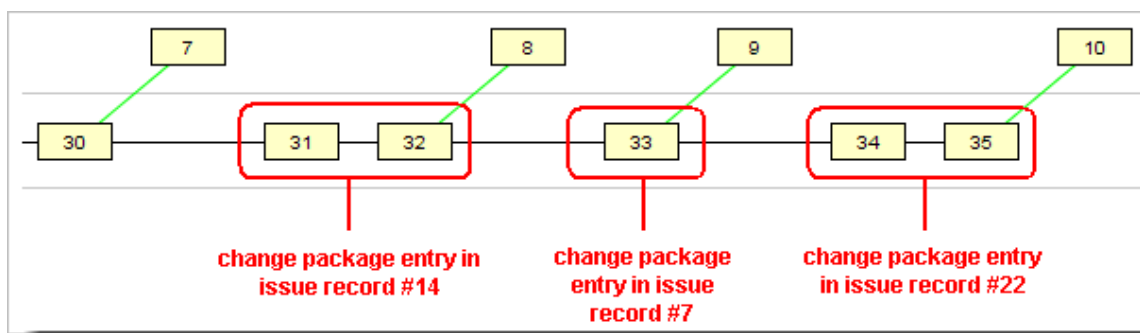 7 8 9 10
30 31 32 33 34 35
change package entry in
issue record #14
change package
entry in issue
record #7
change package entry
in issue record #22